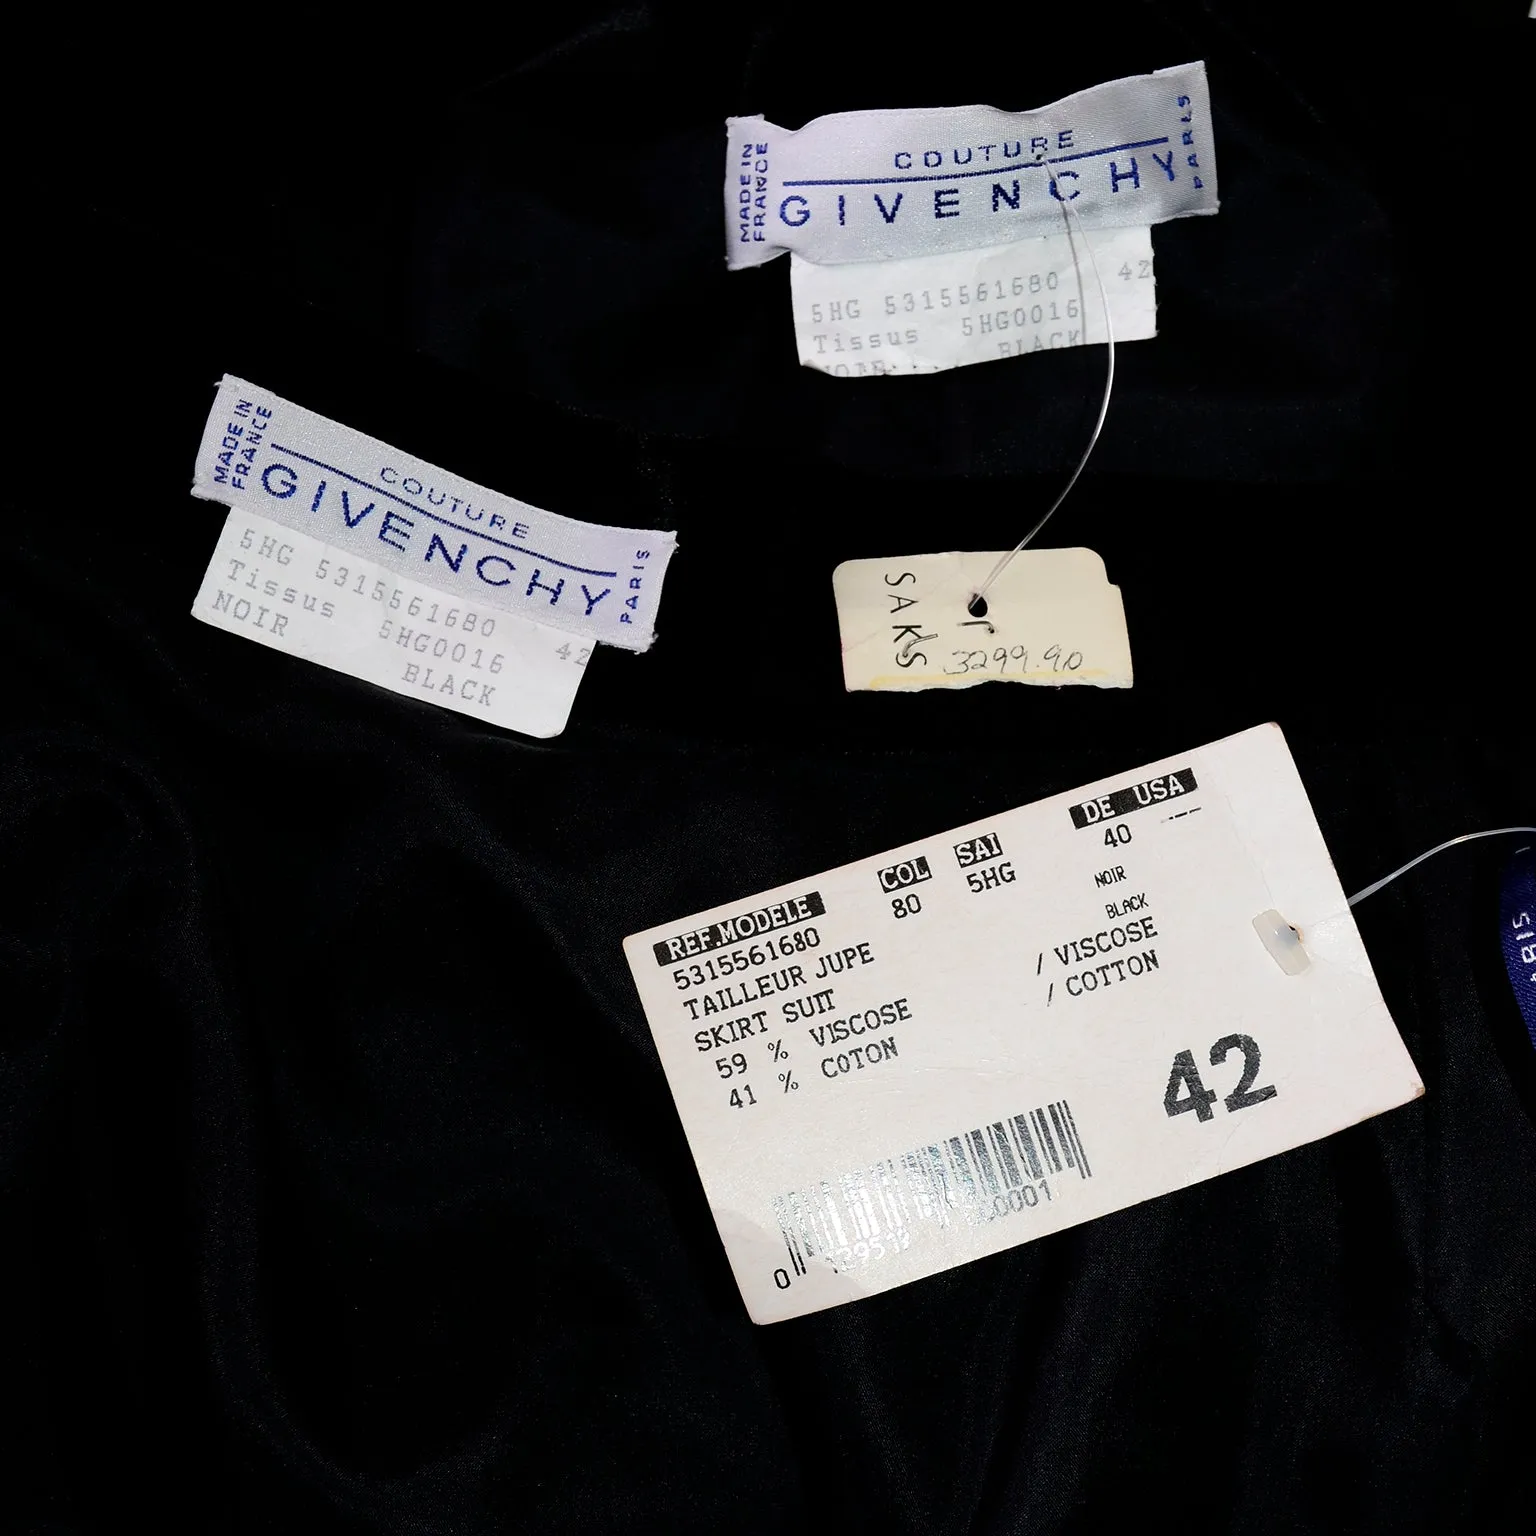 MADE IN
FRANCE
COUTURE
GIVENCHY
PARIS
5HG 5315561680 42
Tissus 5HG0016
NOIR BLACK
MADE IN
FRANCE
COUTURE
GIVENCHY
PARIS
5HG 5315561680 42
Tissus 5HG0016
NOIR BLACK
SAKS
3299.90
REF.MODELE COL SAI DE USA
5315561680 80 5HG 40 ---
TAILLEUR JUPE NOIR
SKIRT SUIT BLACK
59 % VISCOSE / VISCOSE
41 % COTON / COTTON
42
0